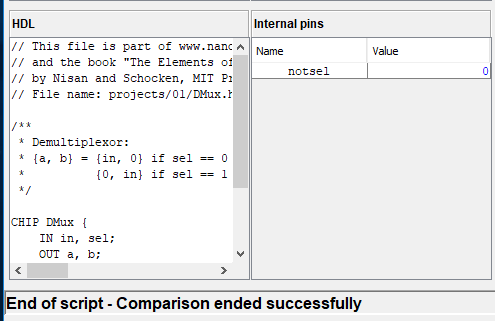 HDL
// This file is part of www.nand
// and the book "The Elements of
// by Nisan and Schocken, MIT Pr
// File name: projects/01/DMux.h
/**
* Demultiplexor:
* {a, b} = {in, 0} if sel == 0
* {0, in} if sel == 1
*/
CHIP DMux {
IN in, sel;
OUT a, b;
Internal pins
Name Value
notsel 0
End of script - Comparison ended successfully